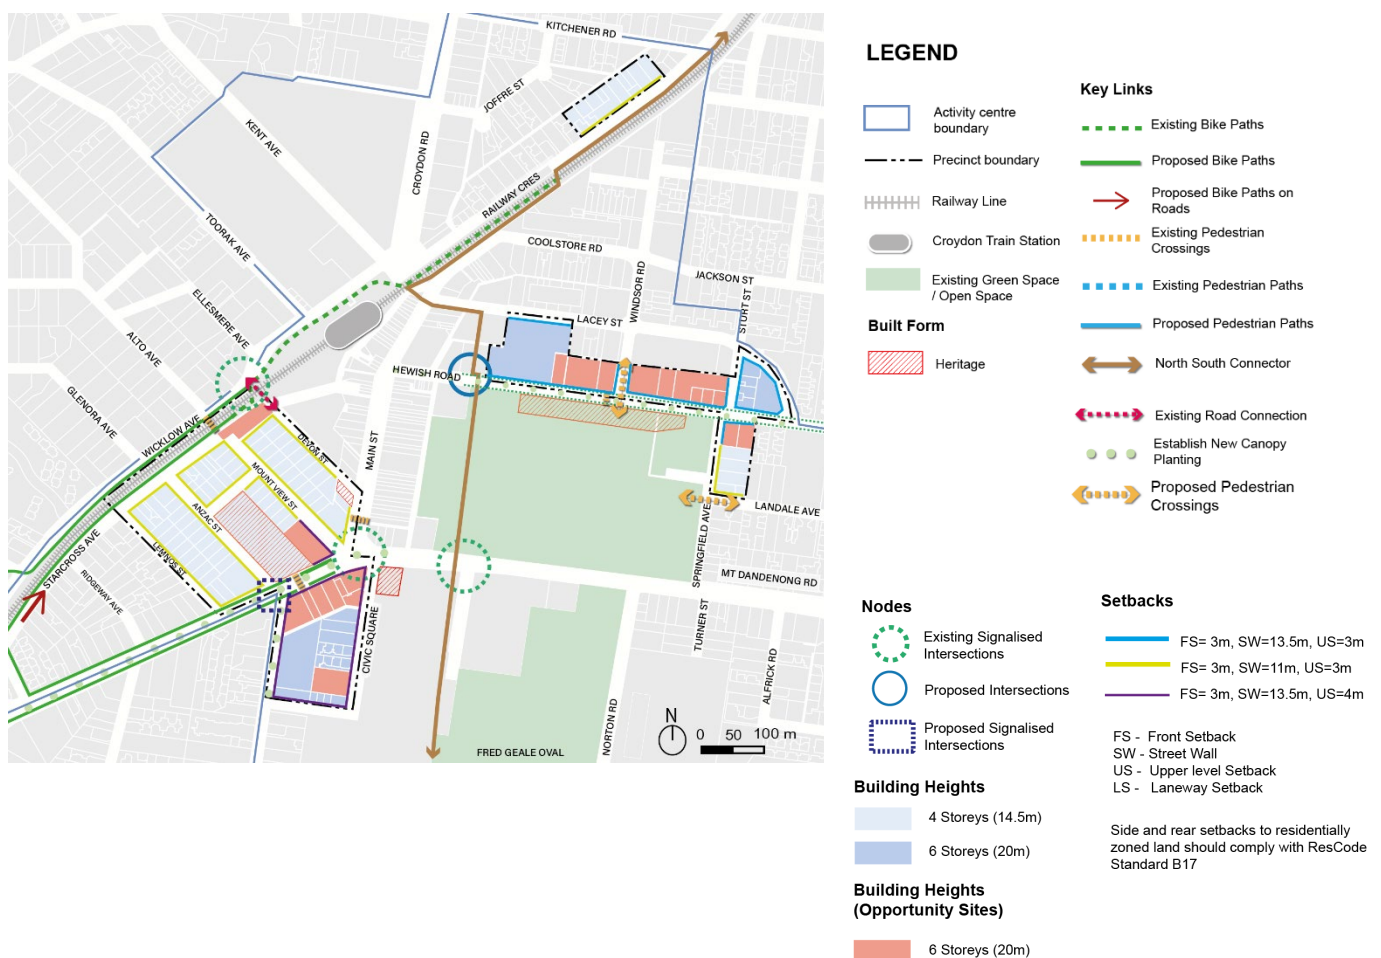 KITCHENER RD
JOFFRE ST
KENT AVE
CROYDON RD
RAILWAY CRES
TOORAK AVE
COOLSTORE RD
JACKSON ST
WINDSOR RD
STURT ST
ELLESMERE AVE
LACEY ST
ALTO AVE
HEWISH ROAD
GLENORA AVE
WICKLOW AVE
DEVON ST
MAIN ST
MOUNT VIEW ST
ANZAC ST
LANDALE AVE
SPRINGFIELD AVE
LEMNOS ST
STARCROSS AVE
RIDGEWAY AVE
MT DANDENONG RD
CIVIC SQUARE
TURNER ST
ALFRICK RD
NORTON RD
N
0 50 100 m
FRED GEALE OVAL
LEGEND
Activity centre
boundary
Precinct boundary
Railway Line
Croydon Train Station
Existing Green Space
/ Open Space
Built Form
Heritage
Key Links
Existing Bike Paths
Proposed Bike Paths
Proposed Bike Paths on
Roads
Existing Pedestrian
Crossings
Existing Pedestrian Paths
Proposed Pedestrian Paths
North South Connector
Existing Road Connection
Establish New Canopy
Planting
Proposed Pedestrian
Crossings
Nodes
Existing Signalised
Intersections
Proposed Intersections
Proposed Signalised
Intersections
Building Heights
4 Storeys (14.5m)
6 Storeys (20m)
Building Heights
(Opportunity Sites)
6 Storeys (20m)
Setbacks
FS= 3m, SW=13.5m, US=3m
FS= 3m, SW=11m, US=3m
FS= 3m, SW=13.5m, US=4m
FS - Front Setback
SW - Street Wall
US - Upper level Setback
LS - Laneway Setback
Side and rear setbacks to residentially
zoned land should comply with ResCode
Standard B17